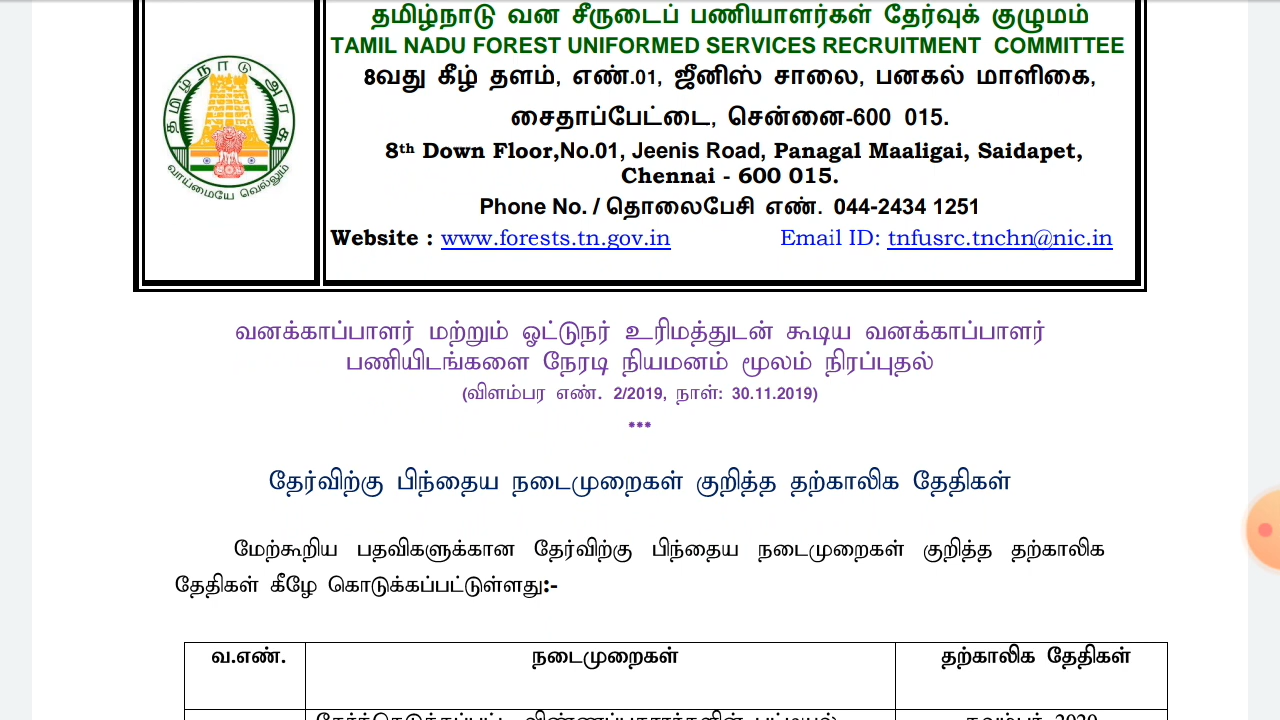 தமிழ்நாடு வன சீருடைப் பணியாளர்கள் தேர்வுக் குழுமம்
TAMIL NADU FOREST UNIFORMED SERVICES RECRUITMENT COMMITTEE
8வது கீழ் தளம், எண்.01, ஜீனிஸ் சாலை, பனகல் மாளிகை,
சைதாப்பேட்டை, சென்னை-600 015.
8th Down Floor,No.01, Jeenis Road, Panagal Maaligai, Saidapet,
Chennai - 600 015.
Phone No. / தொலைபேசி எண். 044-2434 1251
Website : www.forests.tn.gov.in Email ID: tnfusrc.tnchn@nic.in
தமிழ்நாடு அரசு
வாய்மையே வெல்லும்
வனக்காப்பாளர் மற்றும் ஓட்டுநர் உரிமத்துடன் கூடிய வனக்காப்பாளர்
பணியிடங்களை நேரடி நியமனம் மூலம் நிரப்புதல்
(விளம்பர எண். 2/2019, நாள்: 30.11.2019)
***
தேர்விற்கு பிந்தைய நடைமுறைகள் குறித்த தற்காலிக தேதிகள்
மேற்கூறிய பதவிகளுக்கான தேர்விற்கு பிந்தைய நடைமுறைகள் குறித்த தற்காலிக
தேதிகள் கீழே கொடுக்கப்பட்டுள்ளது:-
வ.எண். நடைமுறைகள் தற்காலிக தேதிகள்